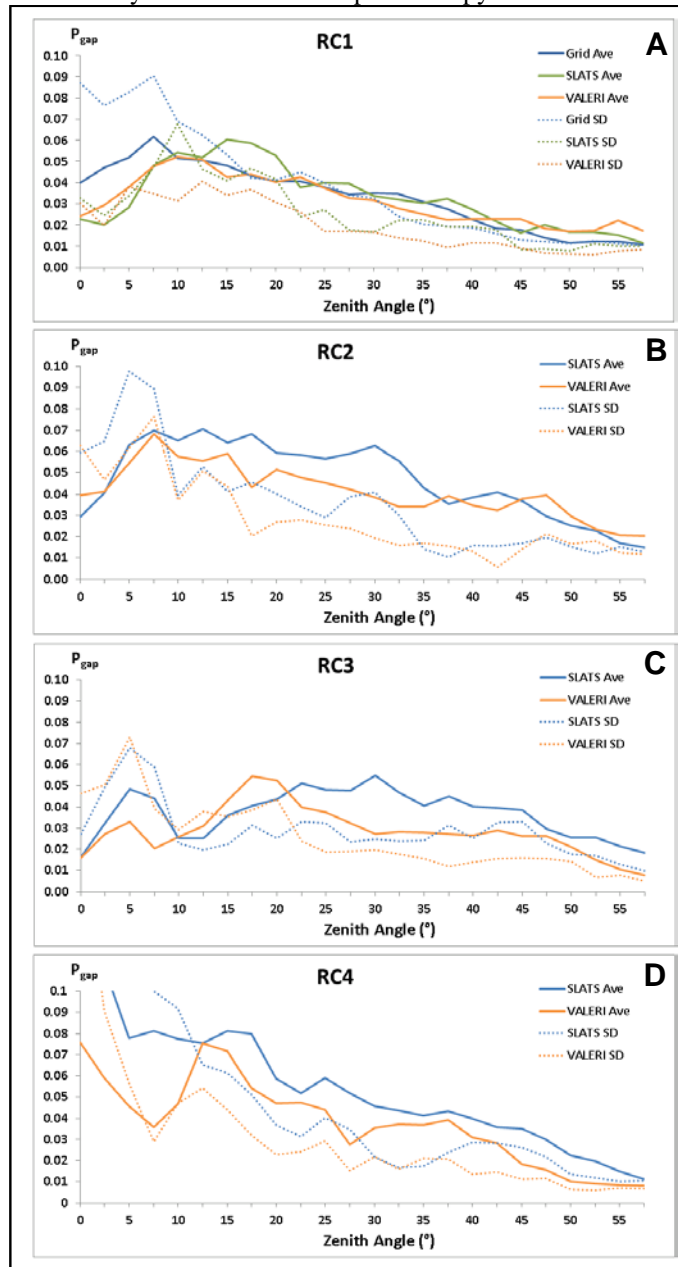 P gap
RC1
A
Grid Ave
SLATS Ave
VALERI Ave
Grid SD
SLATS SD
VALERI SD
0.10
0.09
0.08
0.07
0.06
0.05
0.04
0.03
0.02
0.01
0.00
0 5 10 15 20 25 30 35 40 45 50 55
Zenith Angle (°)
P gap
RC2
B
SLATS Ave
VALERI Ave
SLATS SD
VALERI SD
0.10
0.09
0.08
0.07
0.06
0.05
0.04
0.03
0.02
0.01
0.00
0 5 10 15 20 25 30 35 40 45 50 55
Zenith Angle (°)
P gap
RC3
C
SLATS Ave
VALERI Ave
SLATS SD
VALERI SD
0.10
0.09
0.08
0.07
0.06
0.05
0.04
0.03
0.02
0.01
0.00
0 5 10 15 20 25 30 35 40 45 50 55
Zenith Angle (°)
P gap
RC4
D
SLATS Ave
VALERI Ave
SLATS SD
VALERI SD
0.1
0.09
0.08
0.07
0.06
0.05
0.04
0.03
0.02
0.01
0
0 5 10 15 20 25 30 35 40 45 50 55
Zenith Angle (°)